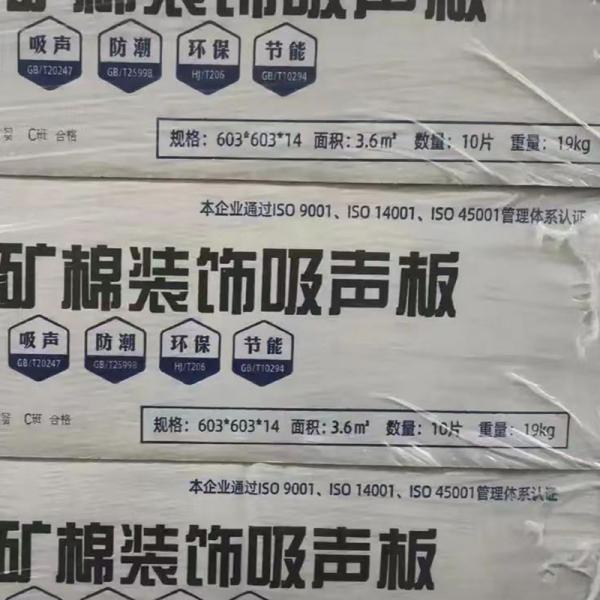 矿棉装饰吸声板
吸声 防潮 环保 节能
GB/T20247 GB/T25998 HJ/T206 GB/T10294
C班 合格
规格：603*603*14 面积：3.6㎡ 数量：10片 重量：19kg
本企业通过ISO 9001、ISO 14001、ISO 45001管理体系认证
矿棉装饰吸声板
吸声 防潮 环保 节能
GB/T20247 GB/T25998 HJ/T206 GB/T10294
C班 合格
规格：603*603*14 面积：3.6㎡ 数量：10片 重量：19kg
本企业通过ISO 9001、ISO 14001、ISO 45001管理体系认证
矿棉装饰吸声板